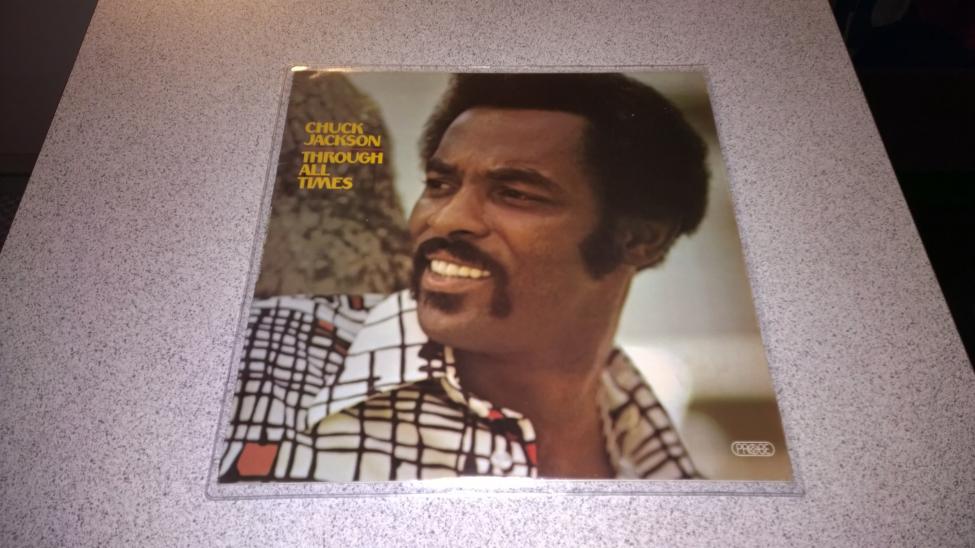 CHUCK
JACKSON
THROUGH
ALL
TIMES
PROBE